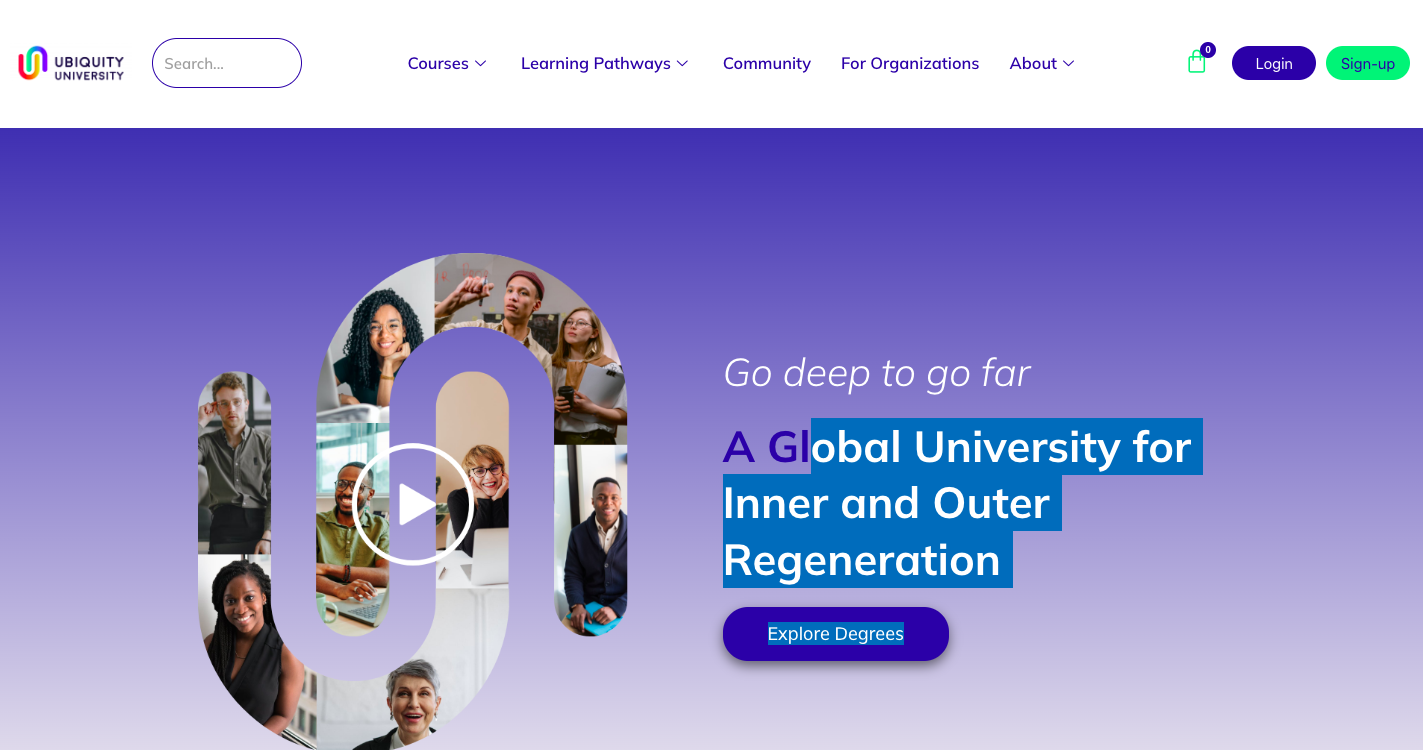 UBIQUITY
UNIVERSITY
Search...
Courses
Learning Pathways
Community
For Organizations
About
0
Login
Sign-up
Go deep to go far
A Global University for
Inner and Outer
Regeneration
Explore Degrees